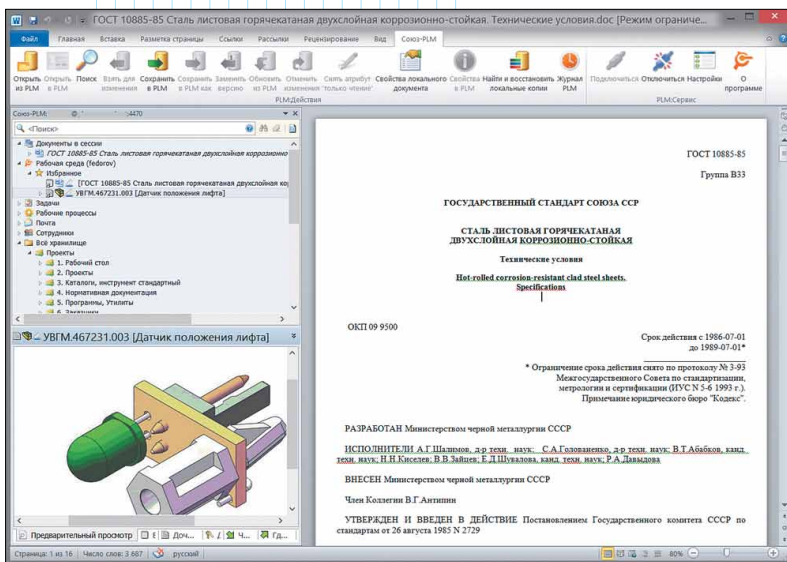 ГОСТ 10885-85 Сталь листовая горячекатаная двухслойная коррозионно-стойкая. Технические условия.doc [Режим ограниче...
Файл Главная Вставка Разметка страницы Ссылки Рассылки Рецензирование Вид Союз-PLM
Открыть из PLM
Открыть в PLM
Поиск
Взять для изменения
Сохранить в PLM
Сохранить в PLM как
Заменить версию
Обновить из PLM
Отменить изменения
Снять атрибут "только чтение"
Свойства локального документа
Свойства в PLM
Найти и восстановить локальные копии
Журнал PLM
Подключиться
Отключиться
Настройки
О программе
PLM:Действия
PLM:Сервис
Союз-PLM: @ :4470
<Поиск>
Документы в сессии
ГОСТ 10885-85 Сталь листовая горячекатаная двухслойная коррозионно
Рабочая среда (fedorov)
Избранное
[ГОСТ 10885-85 Сталь листовая горячекатаная двухслойная кор
УВГМ.467231.003 [Датчик положения лифта]
Задачи
Рабочие процессы
Почта
Сотрудники
Всё хранилище
Проекты
1. Рабочий стол
2. Проекты
3. Каталоги, инструмент стандартный
4. Нормативная документация
5. Программы, Утилиты
6. Заказчики
УВГМ.467231.003 [Датчик положения лифта]
Предварительный просмотр Е Доч... Ч... Гд...
ГОСТ 10885-85
Группа В33
ГОСУДАРСТВЕННЫЙ СТАНДАРТ СОЮЗА ССР
СТАЛЬ ЛИСТОВАЯ ГОРЯЧЕКАТАНАЯ
ДВУХСЛОЙНАЯ КОРРОЗИОННО-СТОЙКАЯ
Технические условия
Hot-rolled corrosion-resistant clad steel sheets.
Specifications
ОКП 09 9500
Срок действия с 1986-07-01
до 1989-07-01*
* Ограничение срока действия снято по протоколу № 3-93
Межгосударственного Совета по стандартизации,
метрологии и сертификации (ИУС N 5-6 1993 г.).
Примечание юридического бюро "Кодекс".
РАЗРАБОТАН Министерством черной металлургии СССР
ИСПОЛНИТЕЛИ А.Г.Шалимов, д-р техн. наук; С.А.Голованенко, д-р техн. наук; В.Т.Абабков, канд.
техн. наук; Н.Н.Киселев; В.В.Зайцев; Е.Д.Шувалова, канд. техн. наук; Р.А.Давыдова
ВНЕСЕН Министерством черной металлургии СССР
Член Коллегии В.Г.Антипин
УТВЕРЖДЕН И ВВЕДЕН В ДЕЙСТВИЕ Постановлением Государственного комитета СССР по
стандартам от 26 августа 1985 N 2729
Страница: 1 из 16 Число слов: 3 687 русский 80%